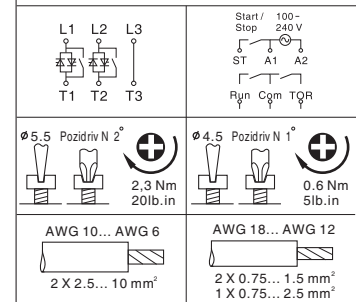 L1 L2 L3
T1 T2 T3
Start / 100 -
Stop 240 V
ST A1 A2
Run Com TOR
ø 5.5 Pozidriv N 2°
2,3 Nm
20lb.in
ø 4.5 Pozidriv N 1°
0.6 Nm
5lb.in
AWG 10... AWG 6
2 X 2.5... 10 mm²
AWG 18... AWG 12
2 X 0.75... 1.5 mm²
1 X 0.75... 2.5 mm²